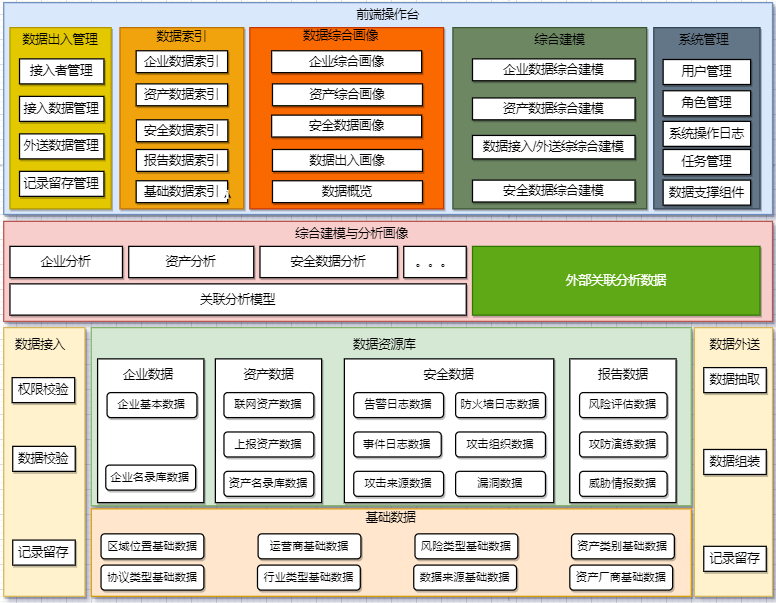 前端操作台
数据出入管理
接入者管理
接入数据管理
外送数据管理
记录留存管理
数据索引
企业数据索引
资产数据索引
安全数据索引
报告数据索引
基础数据索引
数据综合画像
企业综合画像
资产综合画像
安全数据画像
数据出入画像
数据概览
综合建模
企业数据综合建模
资产数据综合建模
数据接入/外送综综合建模
安全数据综合建模
系统管理
用户管理
角色管理
系统操作日志
任务管理
数据支撑组件
综合建模与分析画像
企业分析
资产分析
安全数据分析
。。。
关联分析模型
外部关联分析数据
数据接入
权限校验
数据校验
记录留存
数据资源库
企业数据
企业基本数据
企业名录库数据
资产数据
联网资产数据
上报资产数据
资产名录库数据
安全数据
告警日志数据
防火墙日志数据
事件日志数据
攻击组织数据
攻击来源数据
漏洞数据
报告数据
风险评估数据
攻防演练数据
威胁情报数据
基础数据
区域位置基础数据
运营商基础数据
风险类型基础数据
资产类别基础数据
协议类型基础数据
行业类型基础数据
数据来源基础数据
资产厂商基础数据
数据外送
数据抽取
数据组装
记录留存